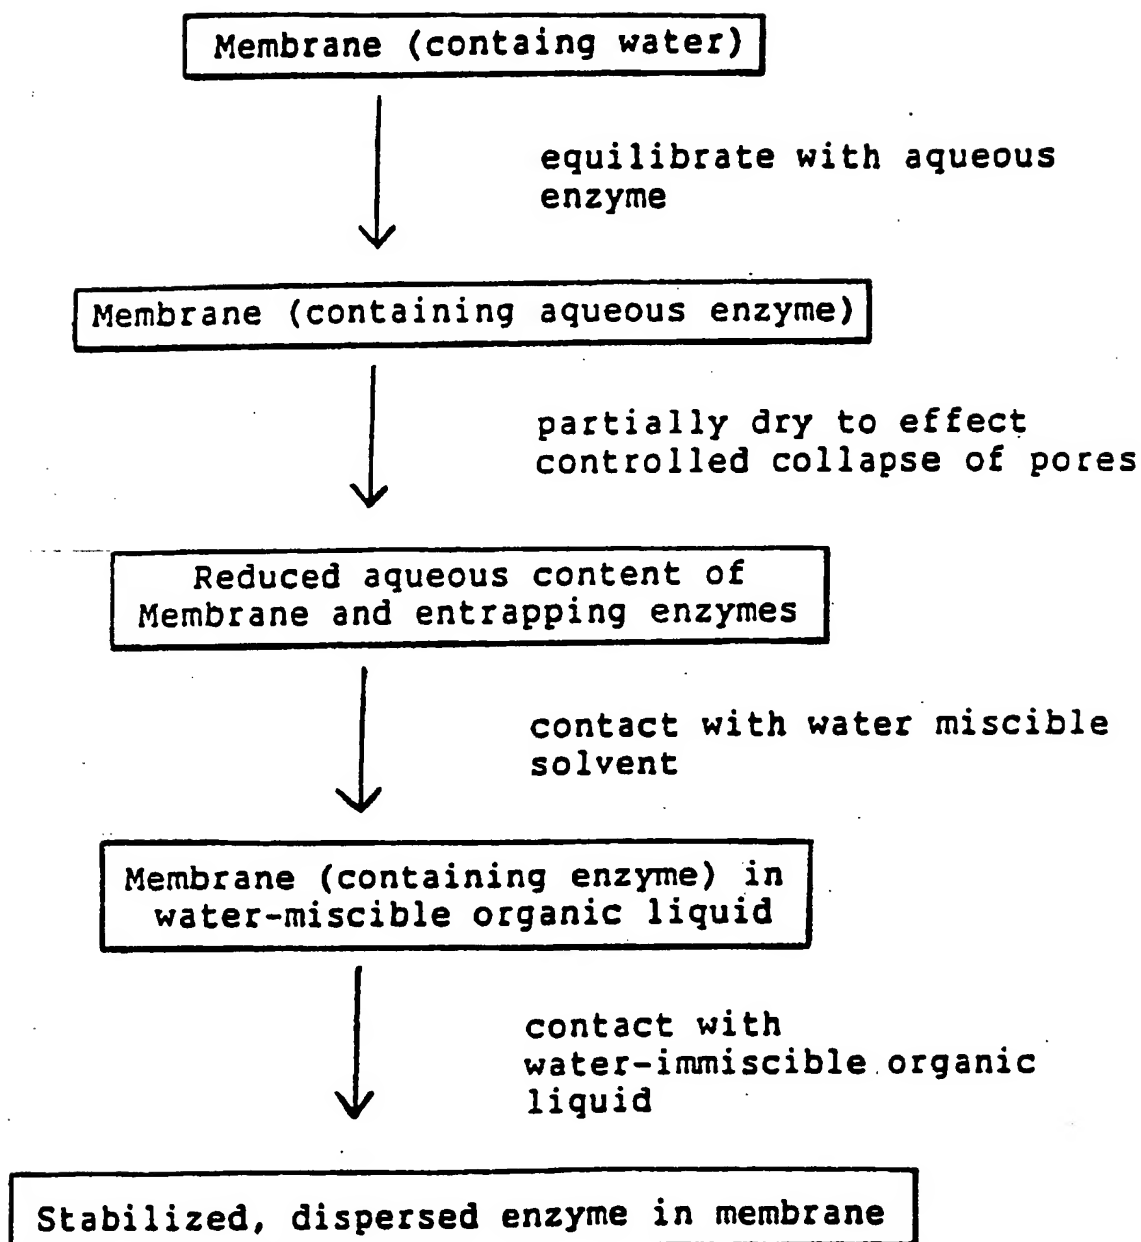 Membrane (containg water)
equilibrate with aqueous
enzyme
Membrane (containing aqueous enzyme)
partially dry to effect
controlled collapse of pores
Reduced aqueous content of
Membrane and entrapping enzymes
contact with water miscible
solvent
Membrane (containing enzyme) in
water-miscible organic liquid
contact with
water-immiscible organic
liquid
Stabilized, dispersed enzyme in membrane